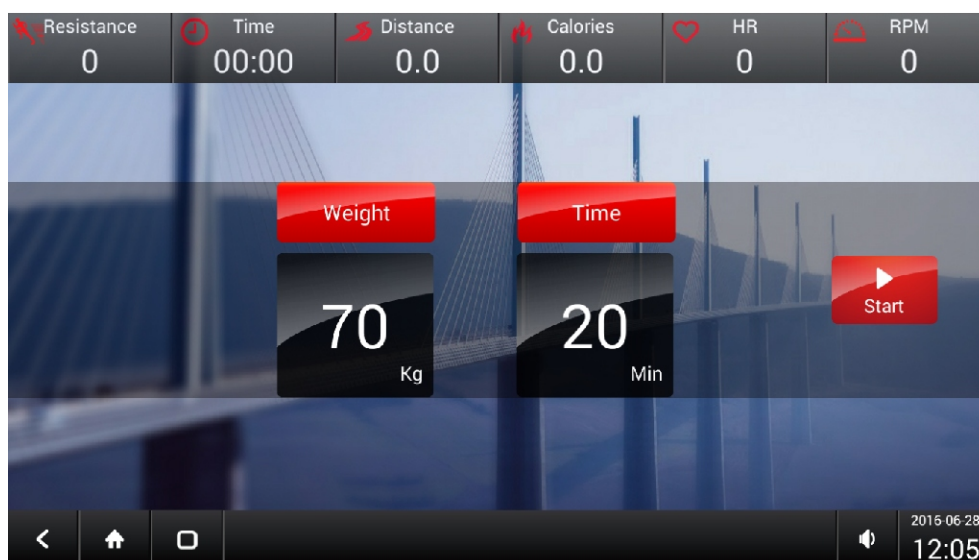 Resistance
0
Time
00:00
Distance
0.0
Calories
0.0
HR
0
RPM
0
Weight
Time
70
Kg
20
Min
Start
2016-06-28
12:05